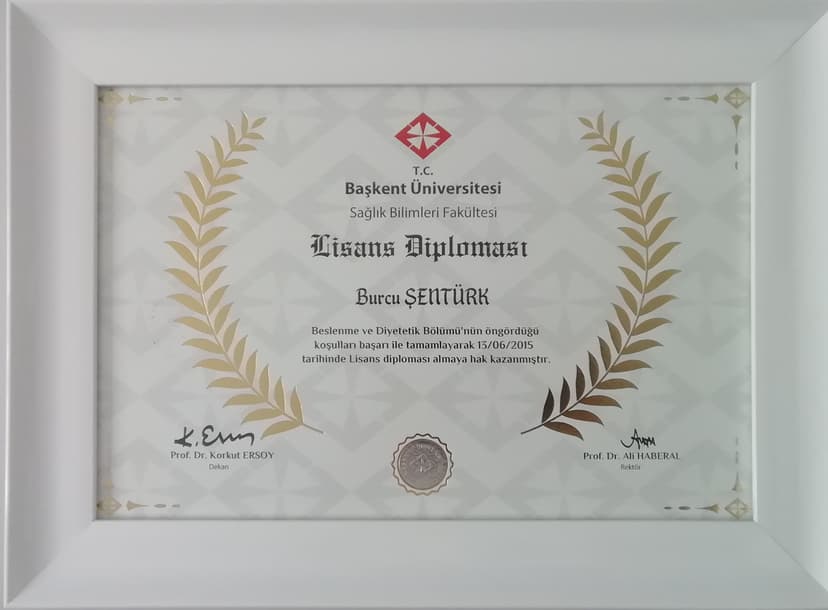 T.C.
Başkent Üniversitesi
Sağlık Bilimleri Fakültesi
Lisans Diploması
Burcu ŞENTÜRK
Beslenme ve Diyetetik Bölümü'nün öngördüğü
koşulları başarı ile tamamlayarak 13/06/2015
tarihinde Lisans diploması almaya hak kazanmıştır.
K. Ersoy
Prof. Dr. Korkut ERSOY
Dekan
Prof. Dr. Ali HABERAL
Rektör